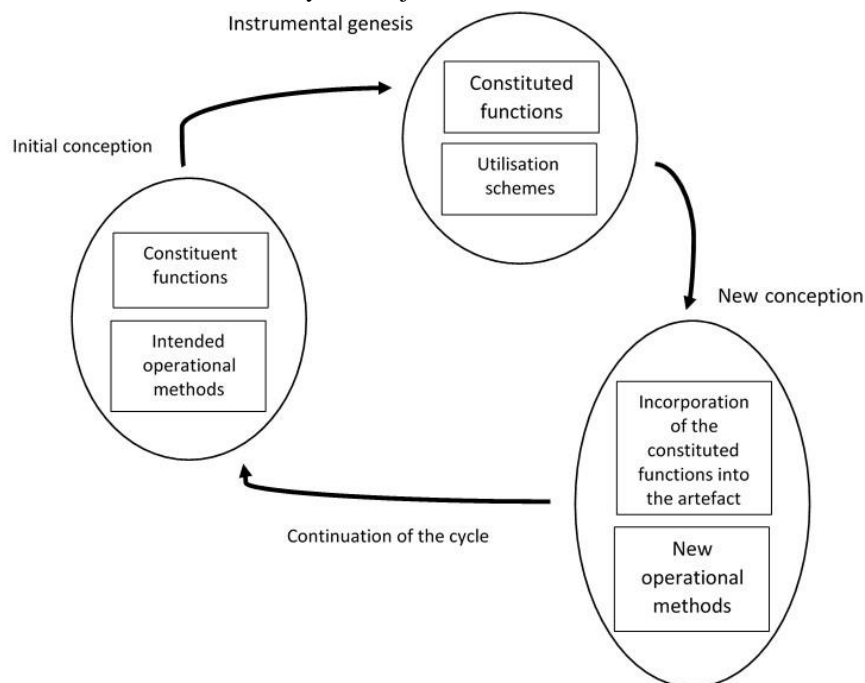 Instrumental genesis
Constituted
functions
Utilisation
schemes
Initial conception
Constituent
functions
Intended
operational
methods
New conception
Incorporation
of the
constituted
functions into
the artefact
New
operational
methods
Continuation of the cycle